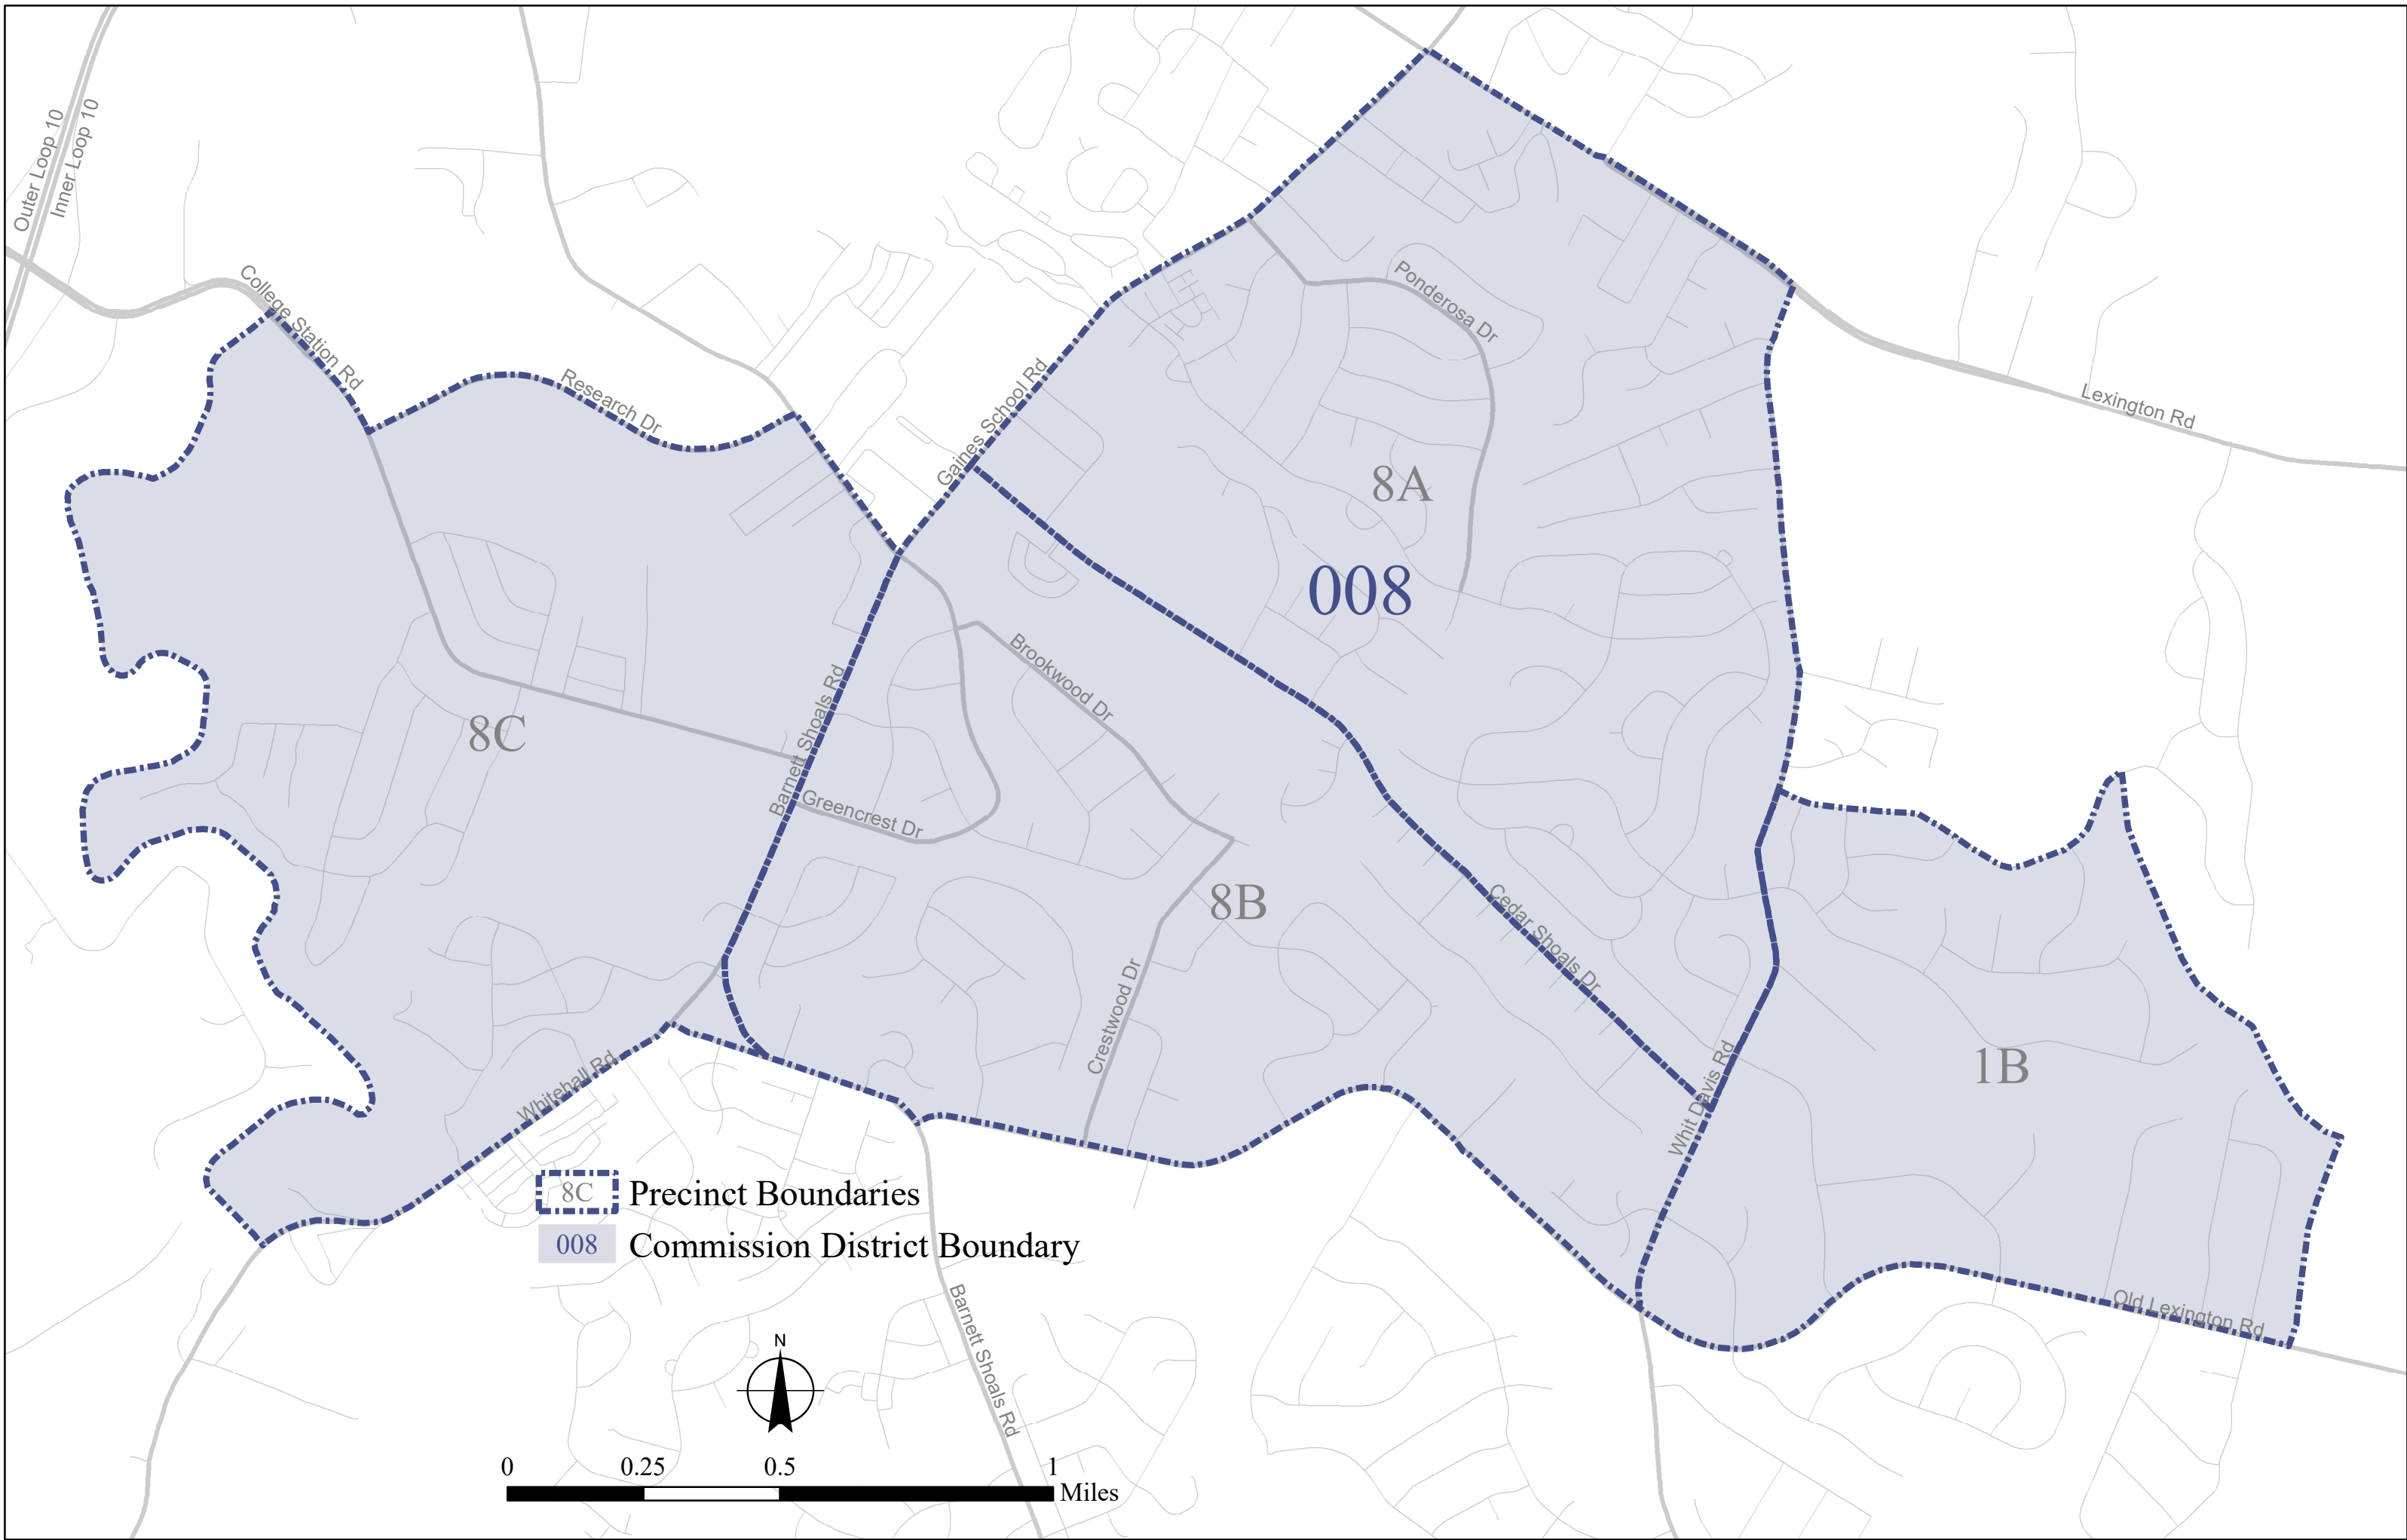 Outer Loop 10
Inner Loop 10
College Station Rd
Research Dr
Gaines School Rd
Ponderosa Dr
Lexington Rd
8A
008
Brookwood Dr
8C
Barnett Shoals Rd
Greencrest Dr
8B
Cedar Shoals Dr
Crestwood Dr
Whit Davis Rd
1B
Whitehall Rd
8C Precinct Boundaries
008 Commission District Boundary
Old Lexington Rd
Barnett Shoals Rd
N
0 0.25 0.5 1
Miles